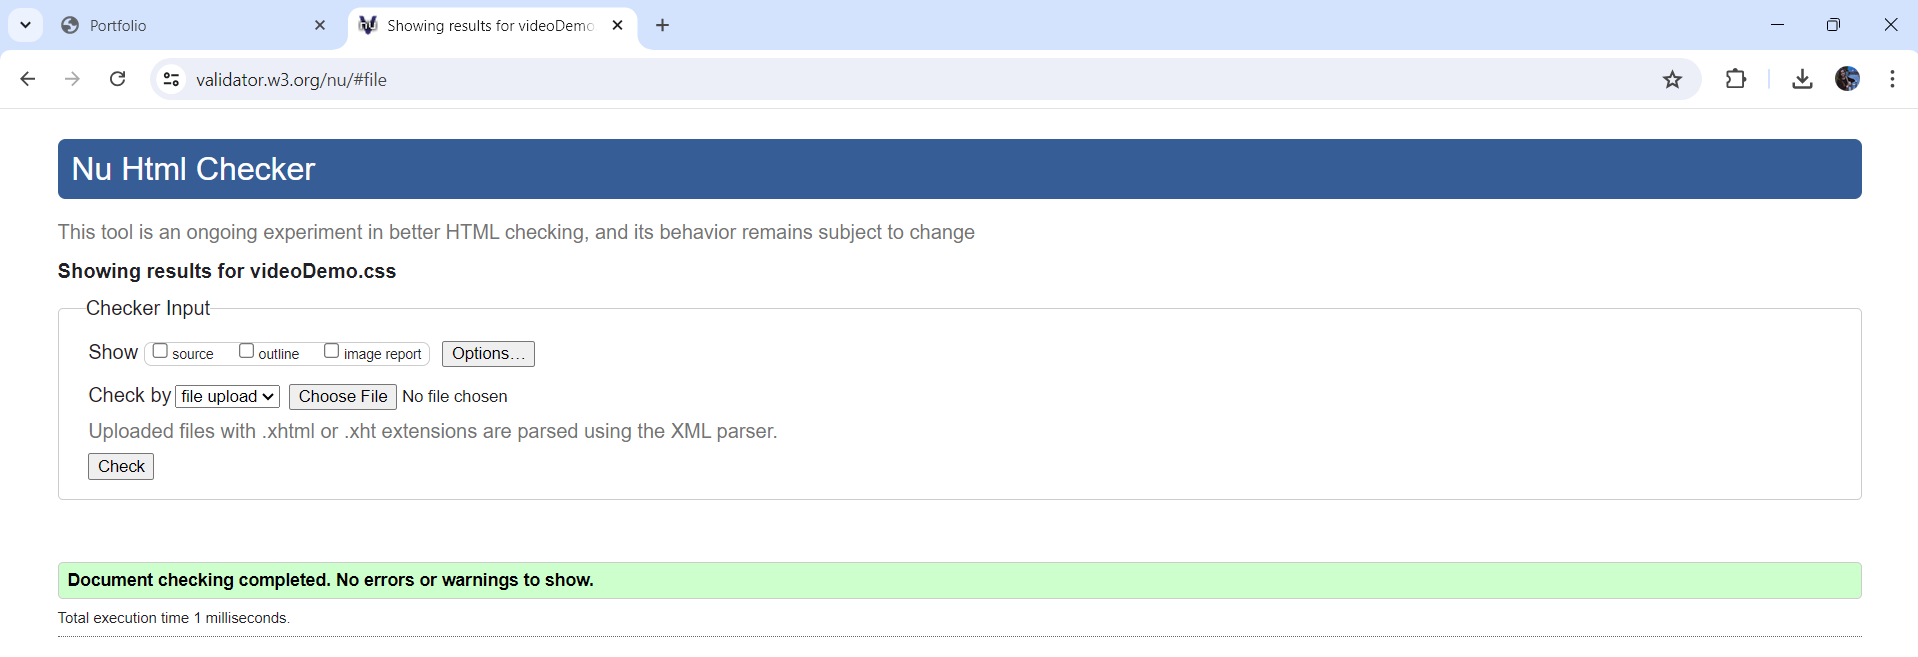 Portfolio
Showing results for videoDemo
validator.w3.org/nu/#file
Nu Html Checker
This tool is an ongoing experiment in better HTML checking, and its behavior remains subject to change
Showing results for videoDemo.css
Checker Input
Show source outline image report Options...
Check by file upload Choose File No file chosen
Uploaded files with .xhtml or .xht extensions are parsed using the XML parser.
Check
Document checking completed. No errors or warnings to show.
Total execution time 1 milliseconds.